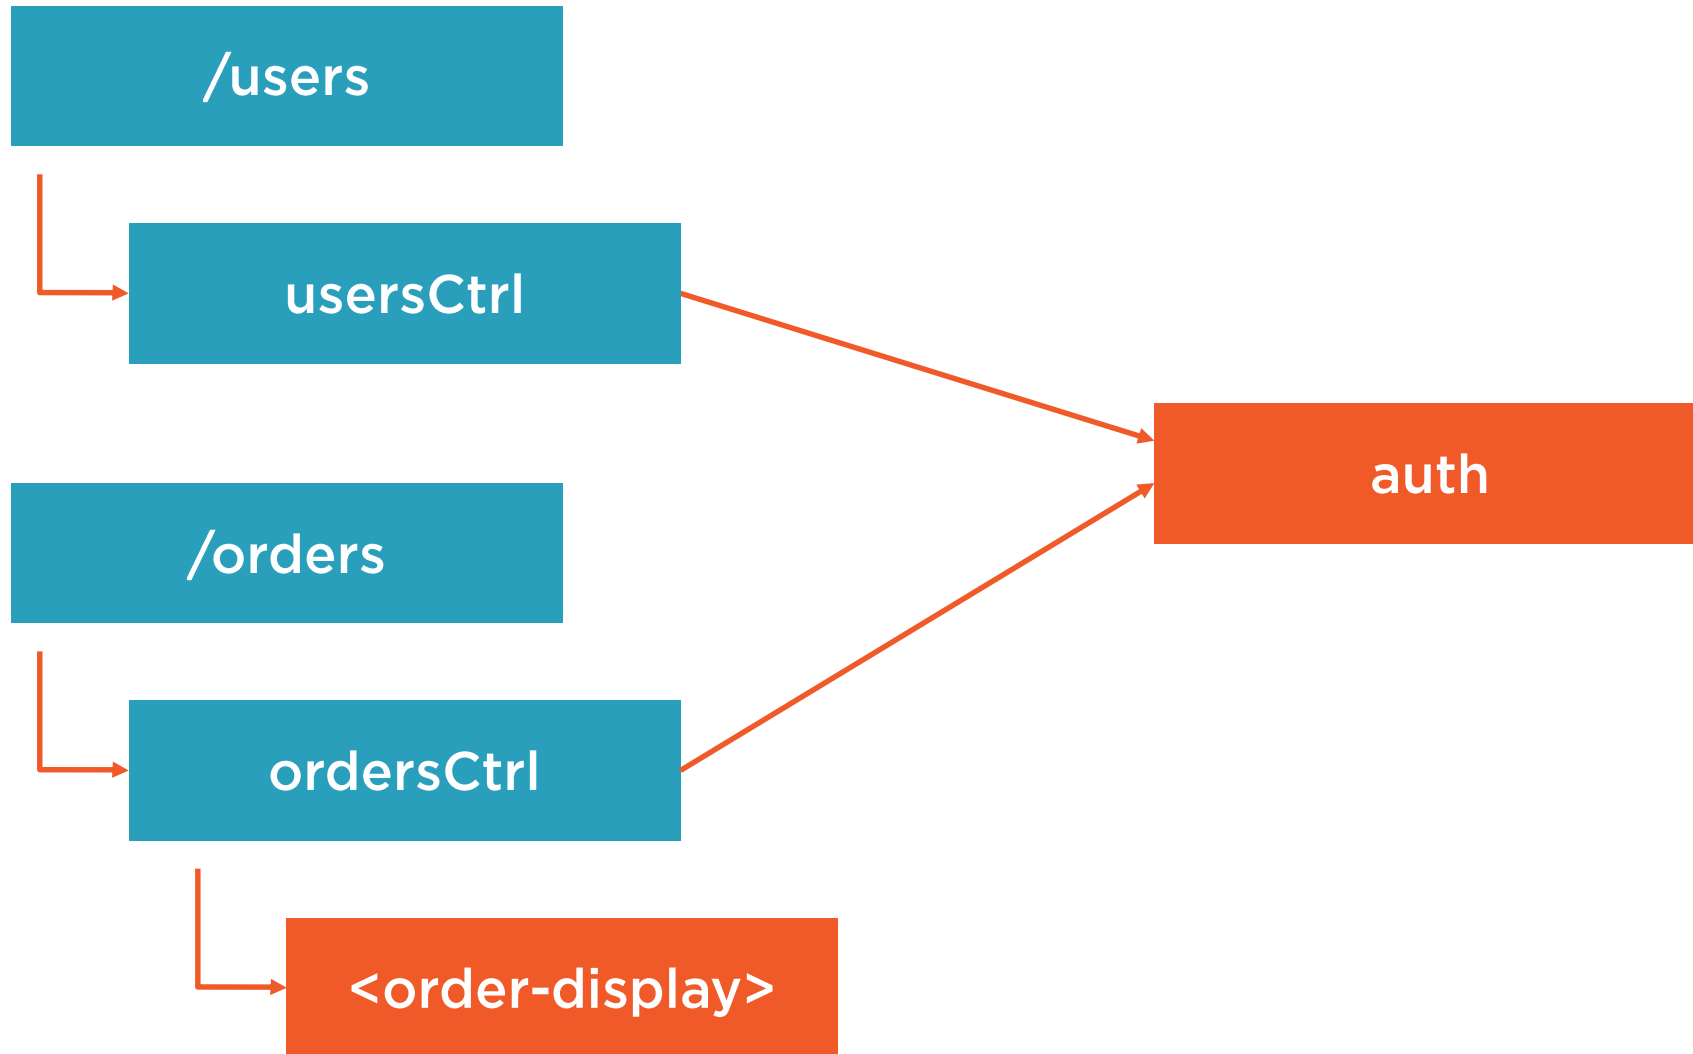 /users
usersCtrl
auth
/orders
ordersCtrl
<order-display>